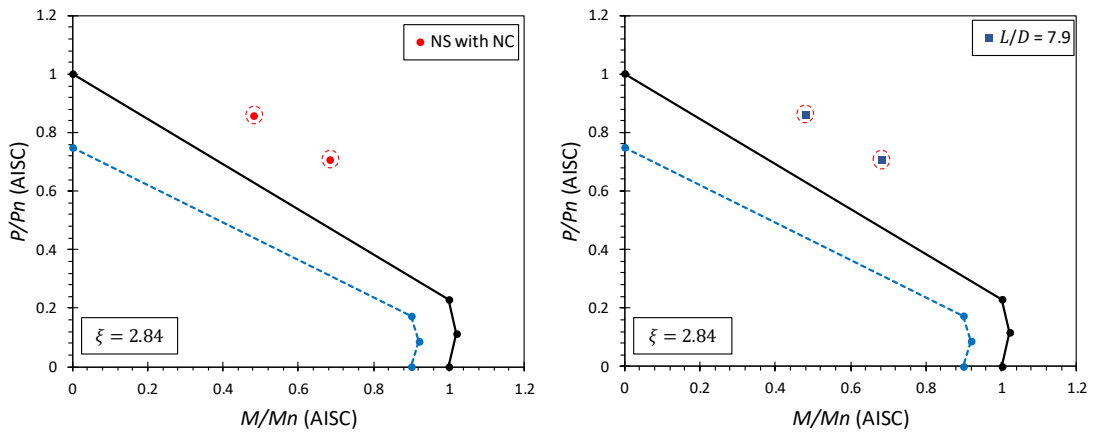 1.2
1
0.8
0.6
0.4
0.2
0
P/Pn (AISC)
NS with NC
ξ = 2.84
0 0.2 0.4 0.6 0.8 1 1.2
M/Mn (AISC)
1.2
1
0.8
0.6
0.4
0.2
0
P/Pn (AISC)
L/D = 7.9
ξ = 2.84
0 0.2 0.4 0.6 0.8 1 1.2
M/Mn (AISC)